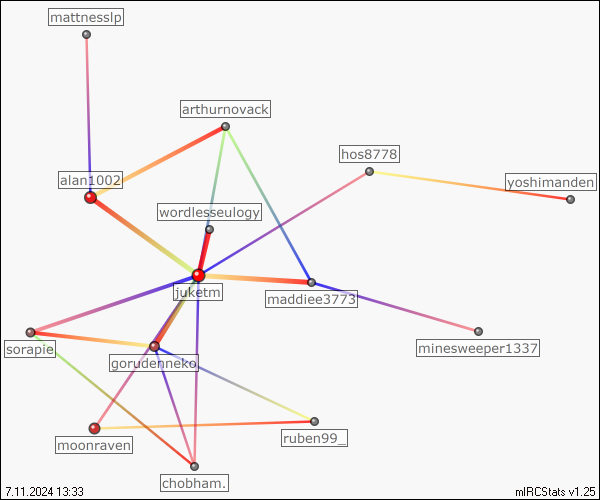 mattnesslp
arthurnovack
hos8778
alan1002
yoshimanden
wordlesseulogy
juketm
maddiee3773
sorapie
minesweeper1337
gorudenneko
ruben99_
moonraven
chobham.
7.11.2024 13:33
mIRCStats v1.25